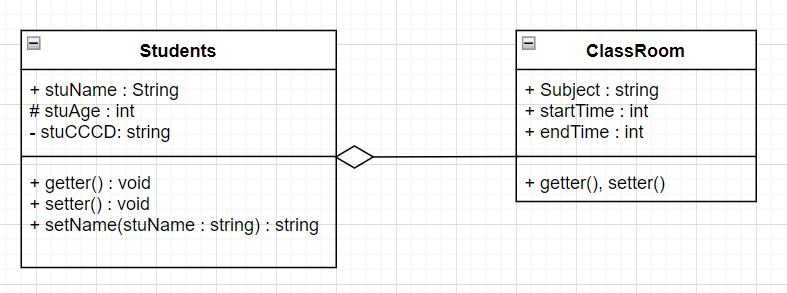 Students
+ stuName : String
# stuAge : int
- stuCCCD: string
+ getter() : void
+ setter() : void
+ setName(stuName : string) : string
ClassRoom
+ Subject : string
+ startTime : int
+ endTime : int
+ getter(), setter()